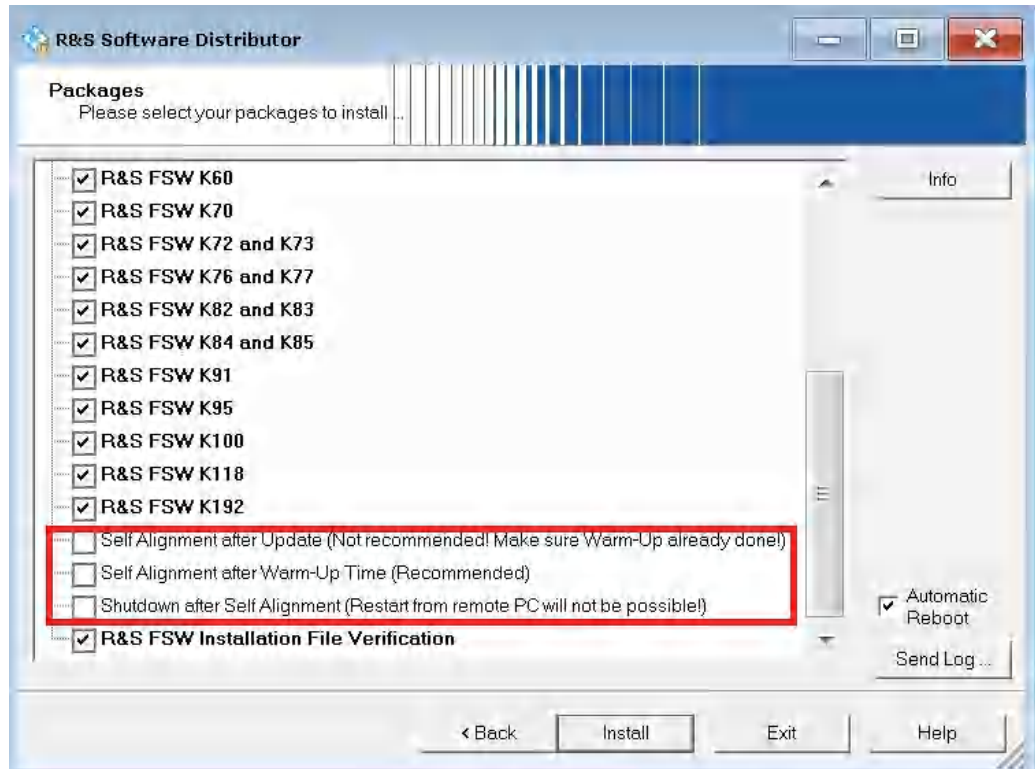 R&S Software Distributor
Packages
Please select your packages to install ...
R&S FSW K60
Info
R&S FSW K70
R&S FSW K72 and K73
R&S FSW K76 and K77
R&S FSW K82 and K83
R&S FSW K84 and K85
R&S FSW K91
R&S FSW K95
R&S FSW K100
R&S FSW K118
R&S FSW K192
Self Alignment after Update (Not recommended! Make sure Warm-Up already done!)
Self Alignment after Warm-Up Time (Recommended)
Shutdown after Self Alignment (Restart from remote PC will not be possible!)
Automatic
Reboot
R&S FSW Installation File Verification
Send Log ...
< Back
Install
Exit
Help